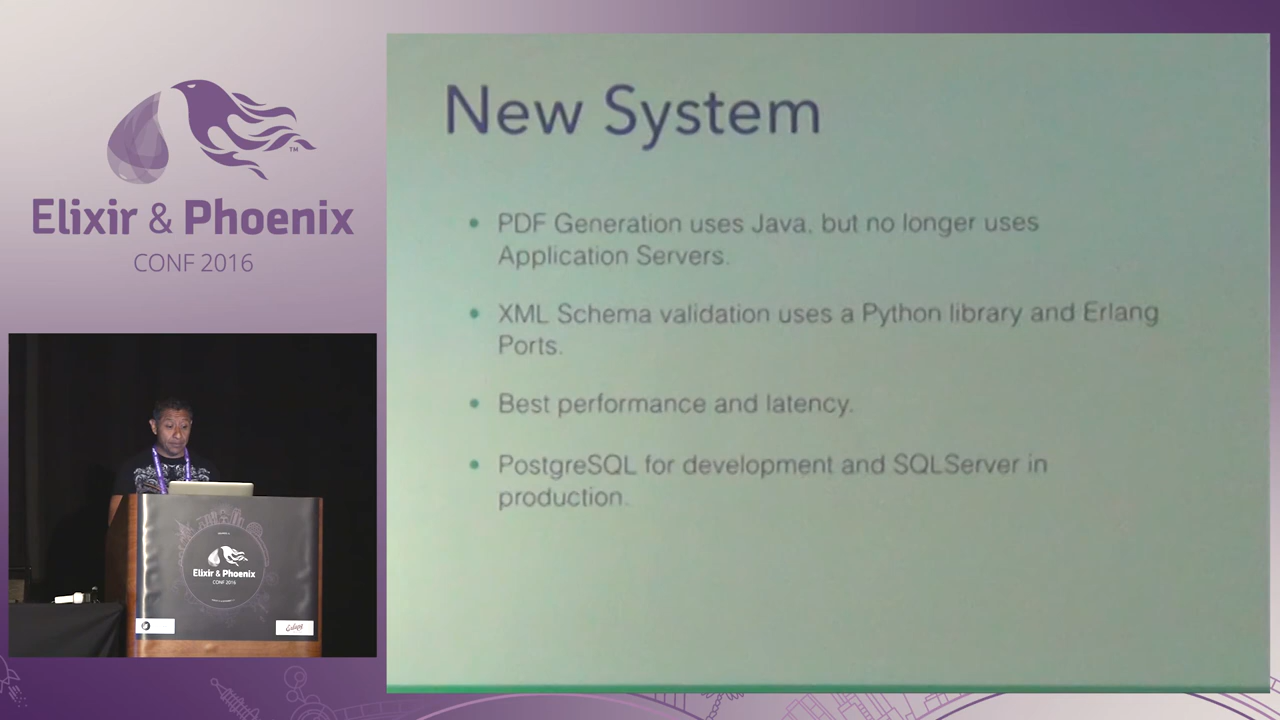 TM
Elixir & Phoenix
CONF 2016
New System
• PDF Generation uses Java, but no longer uses
Application Servers.
• XML Schema validation uses a Python library and Erlang
Ports.
• Best performance and latency.
• PostgreSQL for development and SQLServer in
production.
Elixir & Phoenix
CONF 2016